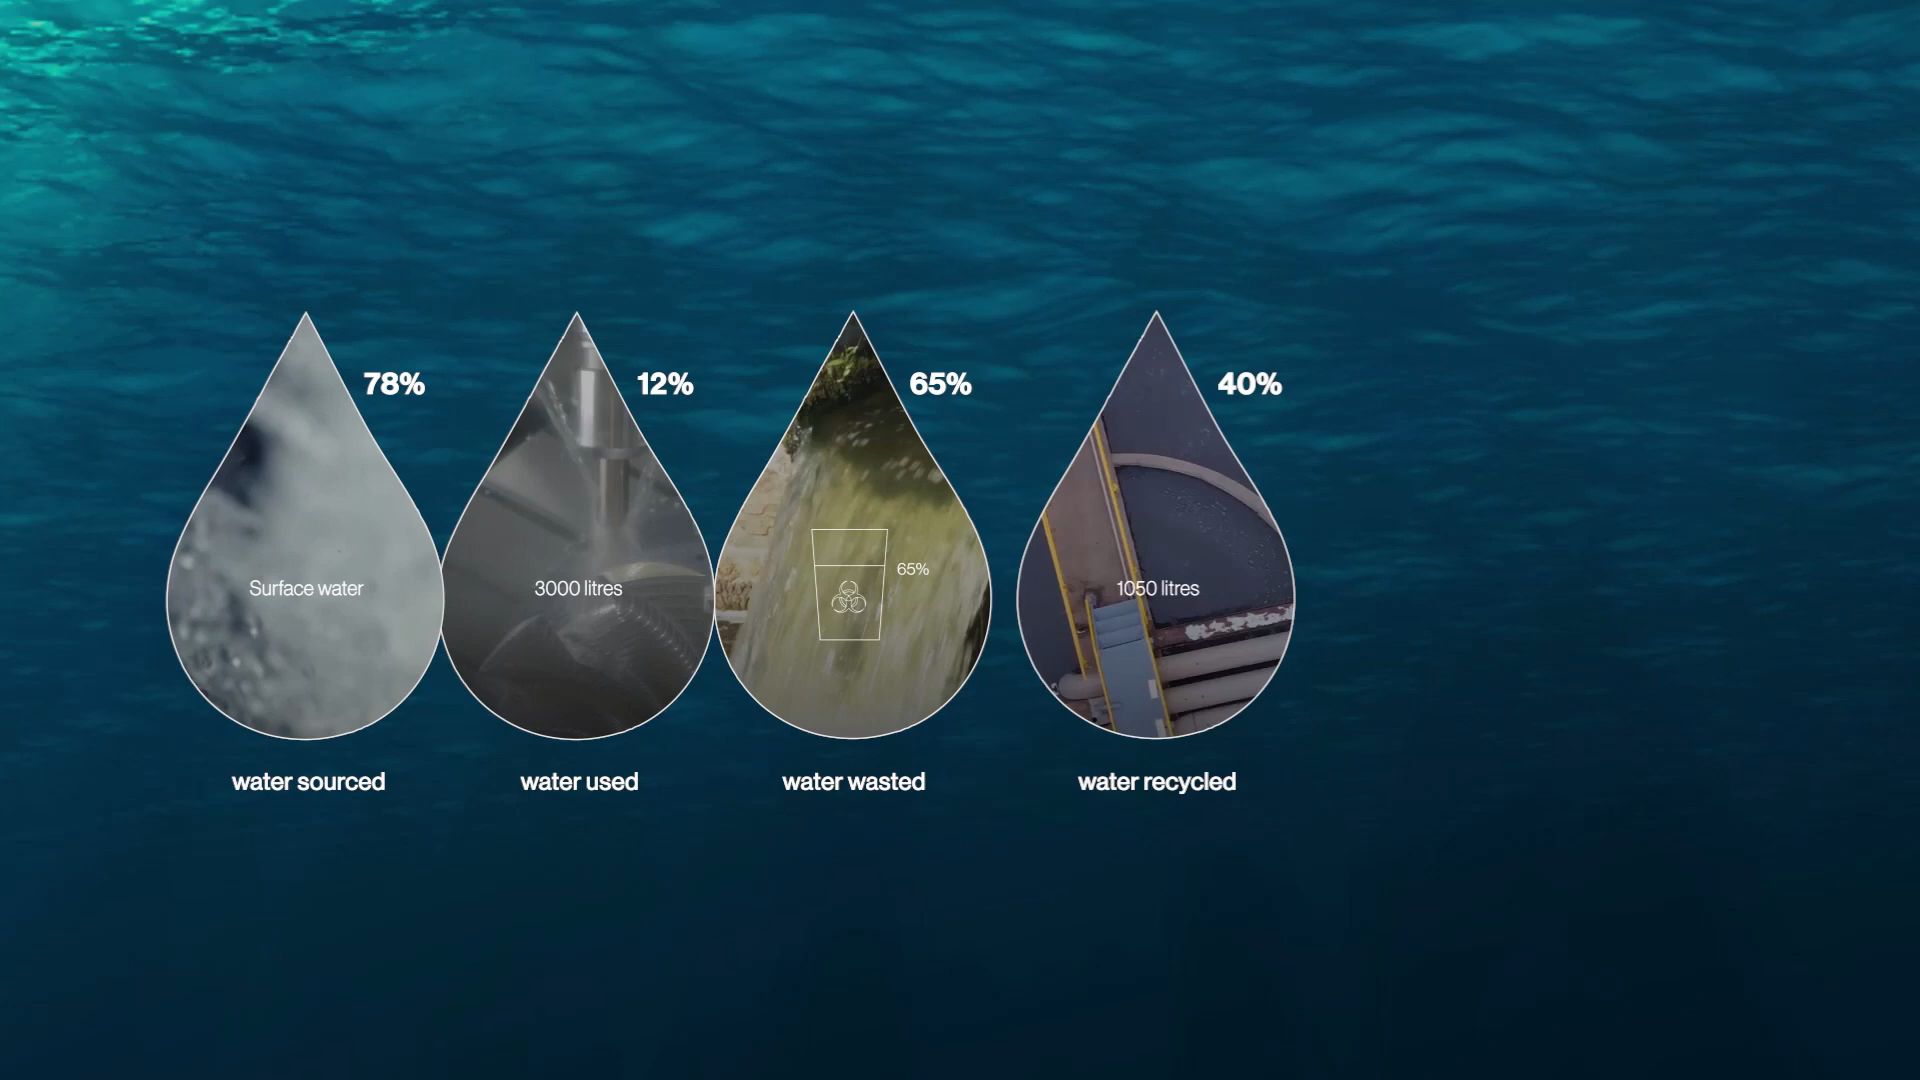 78%
Surface water
water sourced
12%
3000 litres
water used
65%
65%
water wasted
40%
1050 litres
water recycled